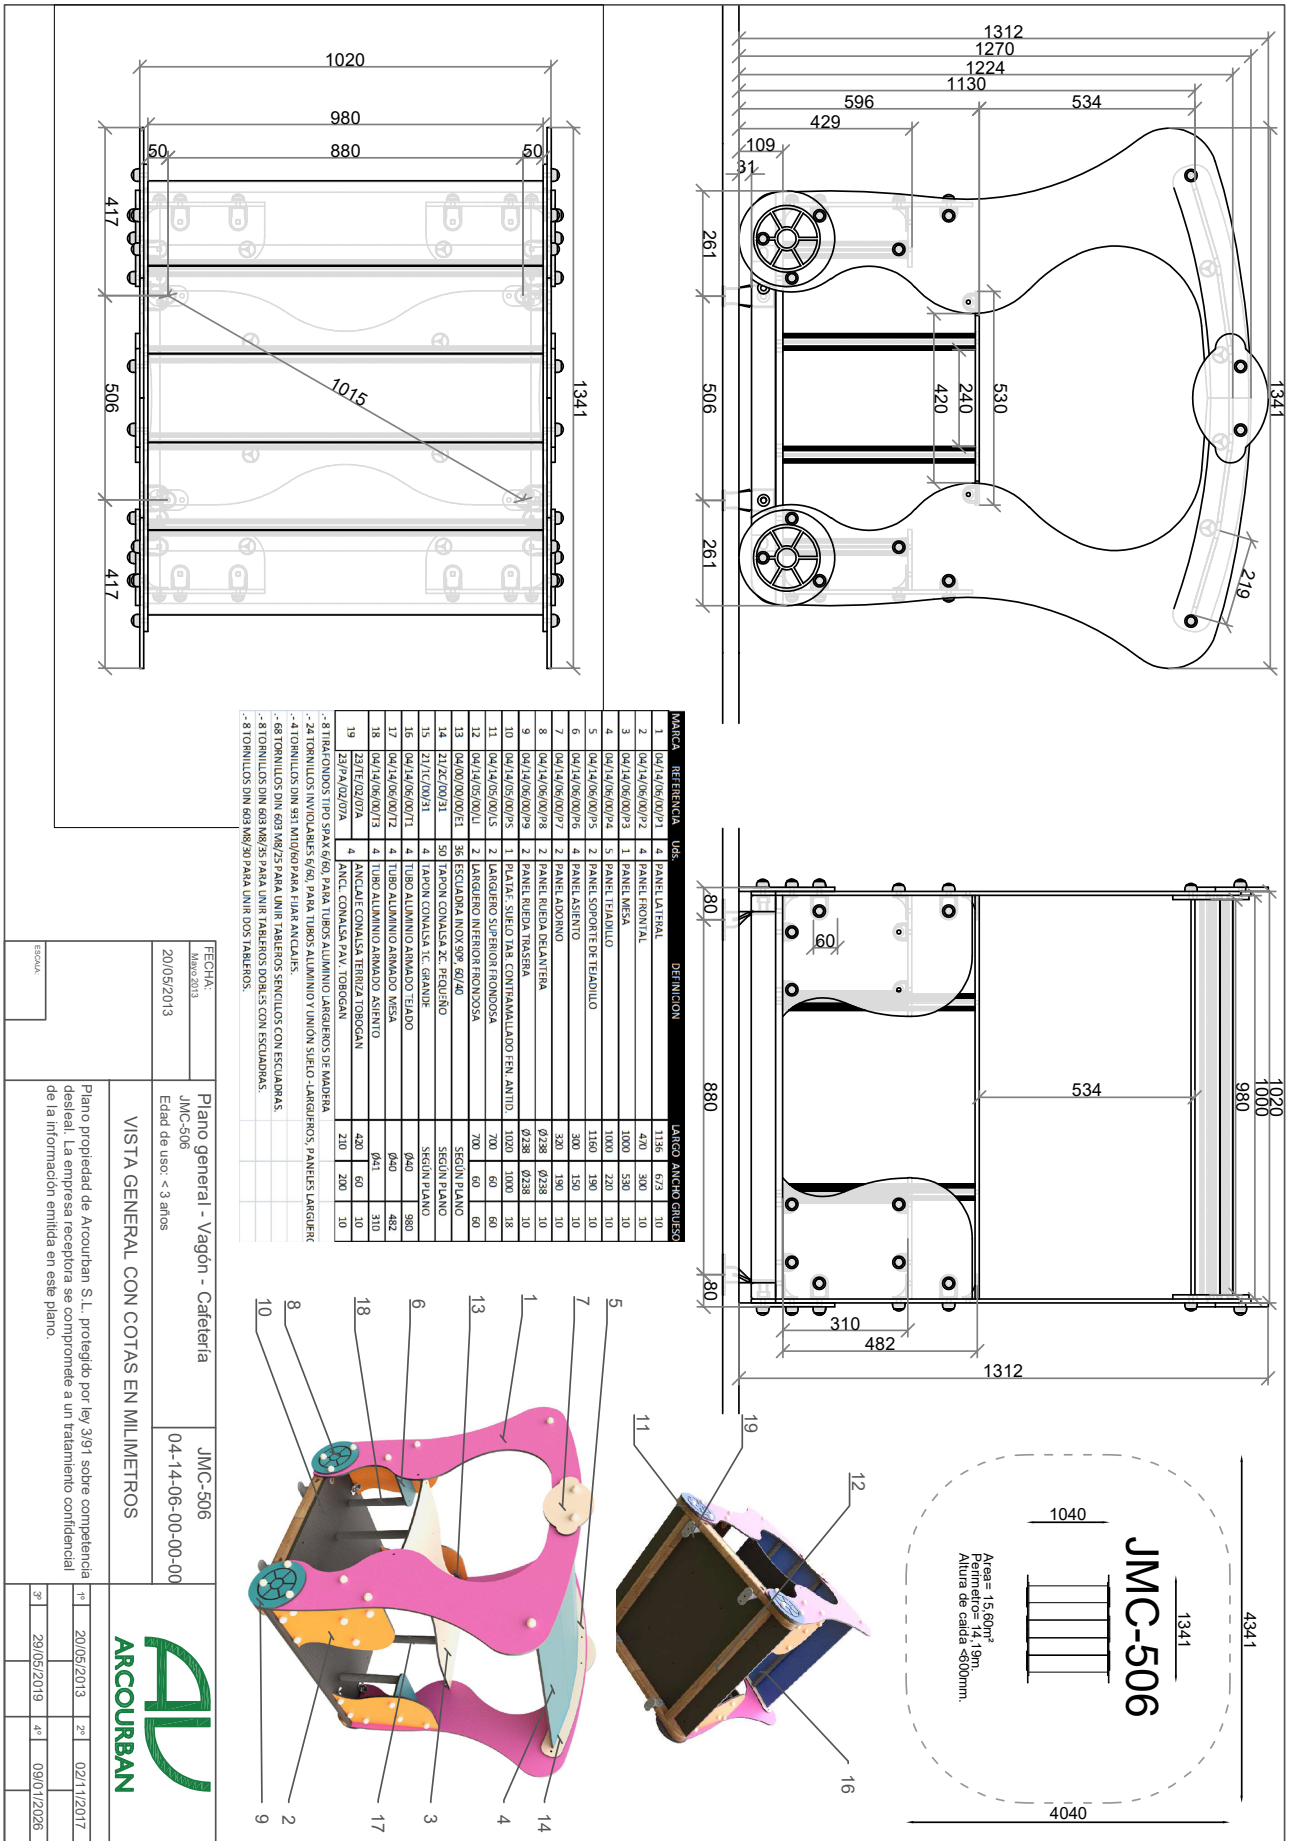 1312
1270
1224
1130
596
534
429
109
31
261
506
261
530
420
240
1341
219
1020
980
50
880
50
417
506
417
1341
1015
1020
1000
980
80
60
880
534
80
310
482
1312
4341
1341
1040
4040
JMC-506
Area= 15,60m²
Perímetro= 14,19m.
Altura de caída <600mm.
MARCA REFERENCIA Uds. DEFINICION LARGO ANCHO GRUESO
1 04/14/06/00/P1 4 PANEL LATERAL 1136 673 10
2 04/14/06/00/P2 4 PANEL FRONTAL 470 300 10
3 04/14/06/00/P3 1 PANEL MESA 1000 530 10
4 04/14/06/00/P4 5 PANEL TEJADILLO 1000 220 10
5 04/14/06/00/P5 2 PANEL SOPORTE DE TEJADILLO 1160 190 10
6 04/14/06/00/P6 4 PANEL ASIENTO 300 150 10
7 04/14/06/00/P7 2 PANEL ADORNO 320 190 10
8 04/14/06/00/P8 2 PANEL RUEDA DELANTERA Ø238 Ø238 10
9 04/14/06/00/P9 2 PANEL RUEDA TRASERA Ø238 Ø238 10
10 04/14/05/00/PS 1 PLATAF. SUELO TAB. CONTRAMALLADO FEN. ANTID. 1020 1000 18
11 04/14/05/00/LS 2 LARGUERO SUPERIOR FRONDOSA 700 60 60
12 04/14/05/00/LI 2 LARGUERO INFERIOR FRONDOSA 700 60 60
13 04/00/00/00/E1 36 ESCUADRA INOX 90º, 60/40 SEGÚN PLANO
14 21/2C/00/31 50 TAPON CONALSA 2C. PEQUEÑO SEGÚN PLANO
15 21/1C/00/31 4 TAPON CONALSA 1C. GRANDE SEGÚN PLANO
16 04/14/06/00/T1 4 TUBO ALUMINIO ARMADO TEJADO Ø40 980
17 04/14/06/00/T2 4 TUBO ALUMINIO ARMADO MESA Ø40 482
18 04/14/06/00/T3 4 TUBO ALUMINIO ARMADO ASIENTO Ø41 310
19 23/TE/02/07A 4 ANCLAJE CONALSA TERRIZA TOBOGAN 420 60 10
23/PA/02/07A ANCL. CONALSA PAV. TOBOGAN 210 200 10
.- 8 TIRAFONDOS TIPO SPAX 6/60, PARA TUBOS ALUMINIO LARGUEROS DE MADERA
.- 24 TORNILLOS INVIOLABLES 6/60, PARA TUBOS ALUMINIO Y UNIÓN SUELO -LARGUEROS, PANELES LARGUERO
.- 4 TORNILLOS DIN 931 M10/60 PARA FIJAR ANCLAJES.
.- 68 TORNILLOS DIN 603 M8/25 PARA UNIR TABLEROS SENCILLOS CON ESCUADRAS.
.- 8 TORNILLOS DIN 603 M8/35 PARA UNIR TABLEROS DOBLES CON ESCUADRAS.
.- 8 TORNILLOS DIN 603 M8/30 PARA UNIR DOS TABLEROS.
11
19
12
16
5
7
1
13
6
18
8
10
14
4
3
17
2
9
FECHA:
Mayo 2013
20/05/2013
ESCALA:
Plano general - Vagón - Cafetería
JMC-506
Edad de uso: < 3 años
JMC-506
04-14-06-00-00-00
VISTA GENERAL CON COTAS EN MILIMETROS
Plano propiedad de Arcourban S.L. protegido por ley 3/91 sobre competencia
desleal. La empresa receptora se compromete a un tratamiento confidencial
de la información emitida en este plano.
ARCOURBAN
1º 20/05/2013 2º 02/11/2017
3º 29/05/2019 4º 09/01/2026